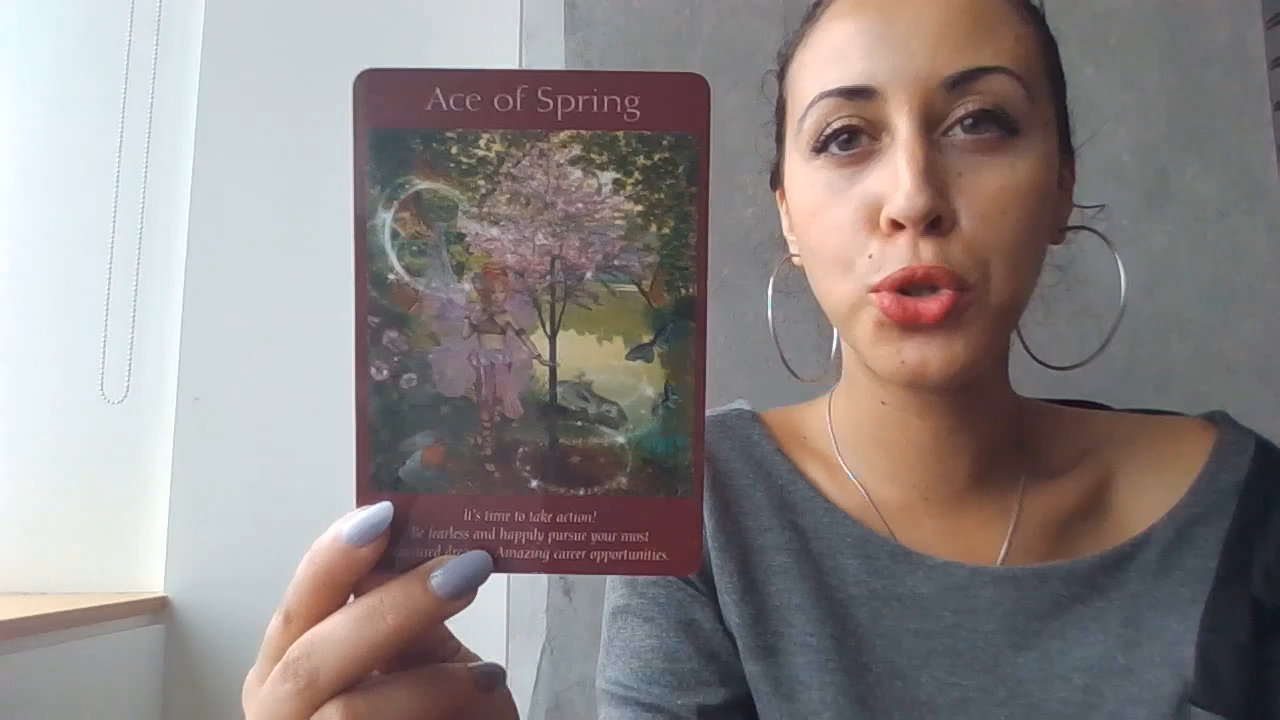 Ace of Spring
It's time to take action!
Be fearless and happily pursue your most
Amazing career opportunities.